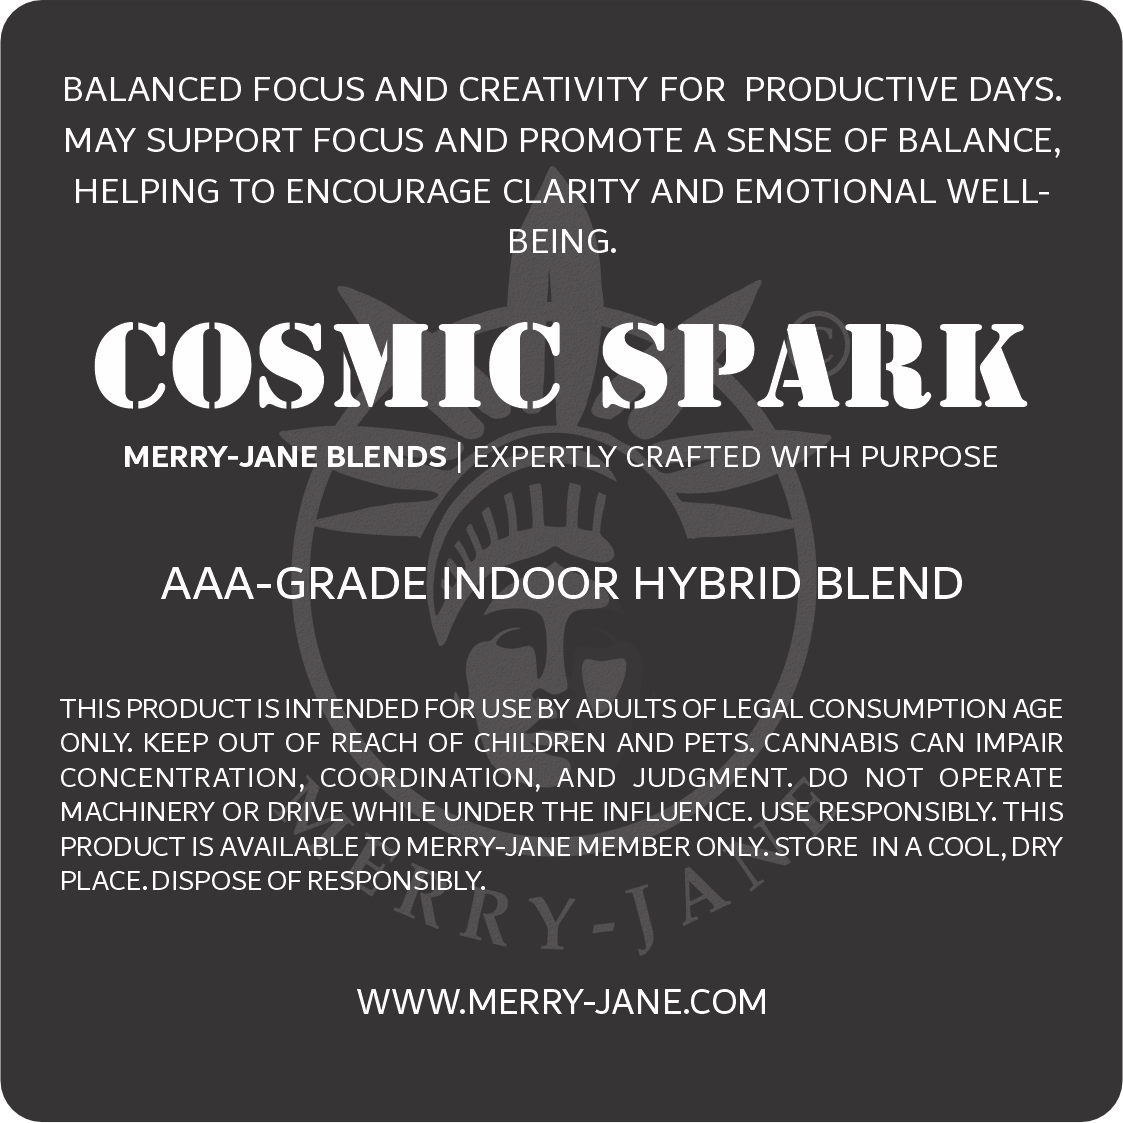 BALANCED FOCUS AND CREATIVITY FOR PRODUCTIVE DAYS.
MAY SUPPORT FOCUS AND PROMOTE A SENSE OF BALANCE,
HELPING TO ENCOURAGE CLARITY AND EMOTIONAL WELL-
BEING.
©
COSMIC SPARK
MERRY-JANE BLENDS | EXPERTLY CRAFTED WITH PURPOSE
AAA-GRADE INDOOR HYBRID BLEND
THIS PRODUCT IS INTENDED FOR USE BY ADULTS OF LEGAL CONSUMPTION AGE
ONLY. KEEP OUT OF REACH OF CHILDREN AND PETS. CANNABIS CAN IMPAIR
CONCENTRATION, COORDINATION, AND JUDGMENT. DO NOT OPERATE
MACHINERY OR DRIVE WHILE UNDER THE INFLUENCE. USE RESPONSIBLY. THIS
PRODUCT IS AVAILABLE TO MERRY-JANE MEMBER ONLY. STORE IN A COOL, DRY
PLACE. DISPOSE OF RESPONSIBLY.
MERRY-JANE
WWW.MERRY-JANE.COM